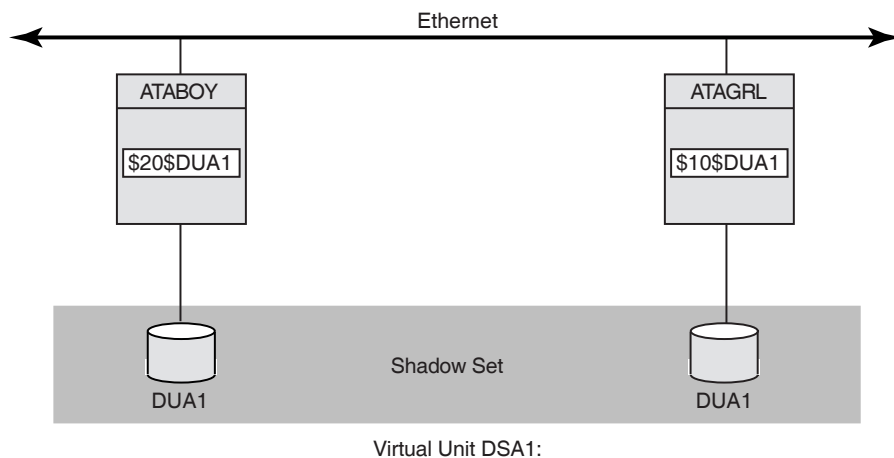 Ethernet
ATABOY
ATAGRL
$20$DUA1
$10$DUA1
Shadow Set
DUA1
DUA1
Virtual Unit DSA1: